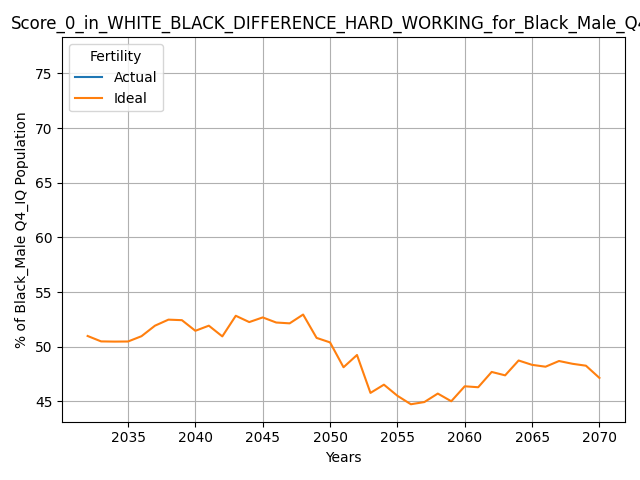 Score_0_in_WHITE_BLACK_DIFFERENCE_HARD_WORKING_for_Black_Male_Q4
Fertility
Actual
Ideal
% of Black_Male Q4_IQ Population
75
70
65
60
55
50
45
2035 2040 2045 2050 2055 2060 2065 2070
Years